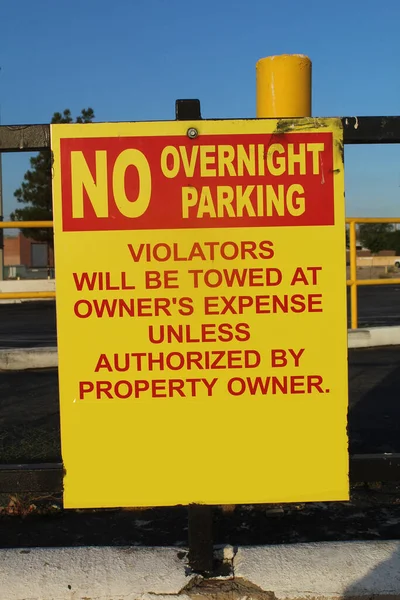 NO OVERNIGHT
PARKING
VIOLATORS
WILL BE TOWED AT
OWNER'S EXPENSE
UNLESS
AUTHORIZED BY
PROPERTY OWNER.